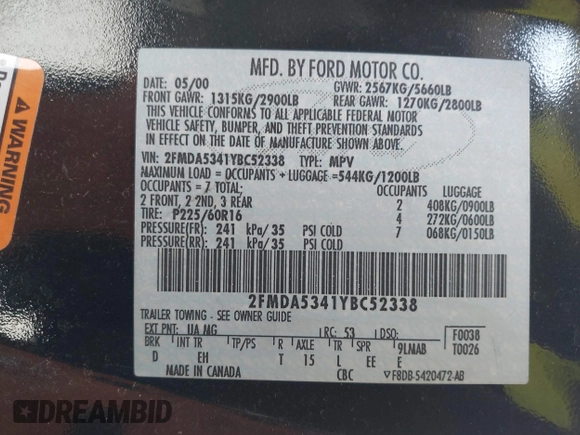 MFD. BY FORD MOTOR CO.
DATE: 05/00 GVWR: 2567KG/5660LB
FRONT GAWR: 1315KG/2900LB REAR GAWR: 1270KG/2800LB
THIS VEHICLE CONFORMS TO ALL APPLICABLE FEDERAL MOTOR
VEHICLE SAFETY, BUMPER, AND THEFT PREVENTION STANDARDS
IN EFFECT ON THE DATE OF MANUFACTURE SHOWN ABOVE.
VIN: 2FMDA5341YBC52338 TYPE: MPV
MAXIMUM LOAD = OCCUPANTS + LUGGAGE =544KG/1200LB
OCCUPANTS = 7 TOTAL: OCCUPANTS LUGGAGE
2 FRONT, 2 2ND, 3 REAR 2 408KG/0900LB
TIRE: P225/60R16 4 272KG/0600LB
PRESSURE(FR): 241 kPa/35 PSI COLD 7 068KG/0150LB
PRESSURE(RR): 241 kPa/35 PSI COLD
2FMDA5341YBC52338
TRAILER TOWING - SEE OWNER GUIDE
EXT PNT: UA MG RC: 53 DSO: F0038
BRK INT TR TP/PS R AXLE TR SPR 9LMAB T0026
D EH T 15 L EE E
MADE IN CANADA CBC F8DB-5420472-AB
WARNING
DREAMBID